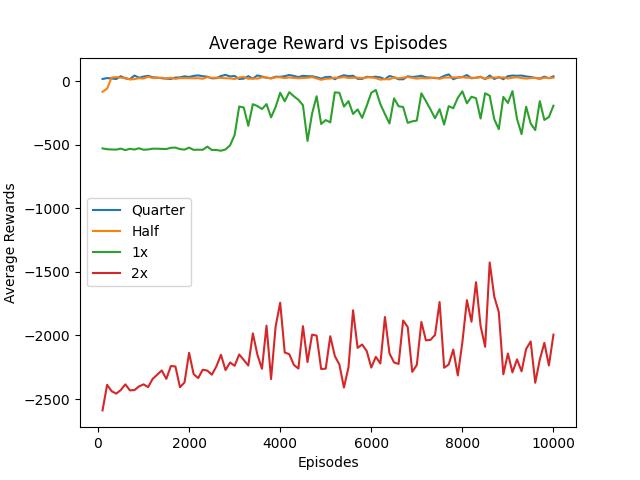 Average Reward vs Episodes
Average Rewards
0
−500
−1000
−1500
−2000
−2500
Quarter
Half
1x
2x
0 2000 4000 6000 8000 10000
Episodes